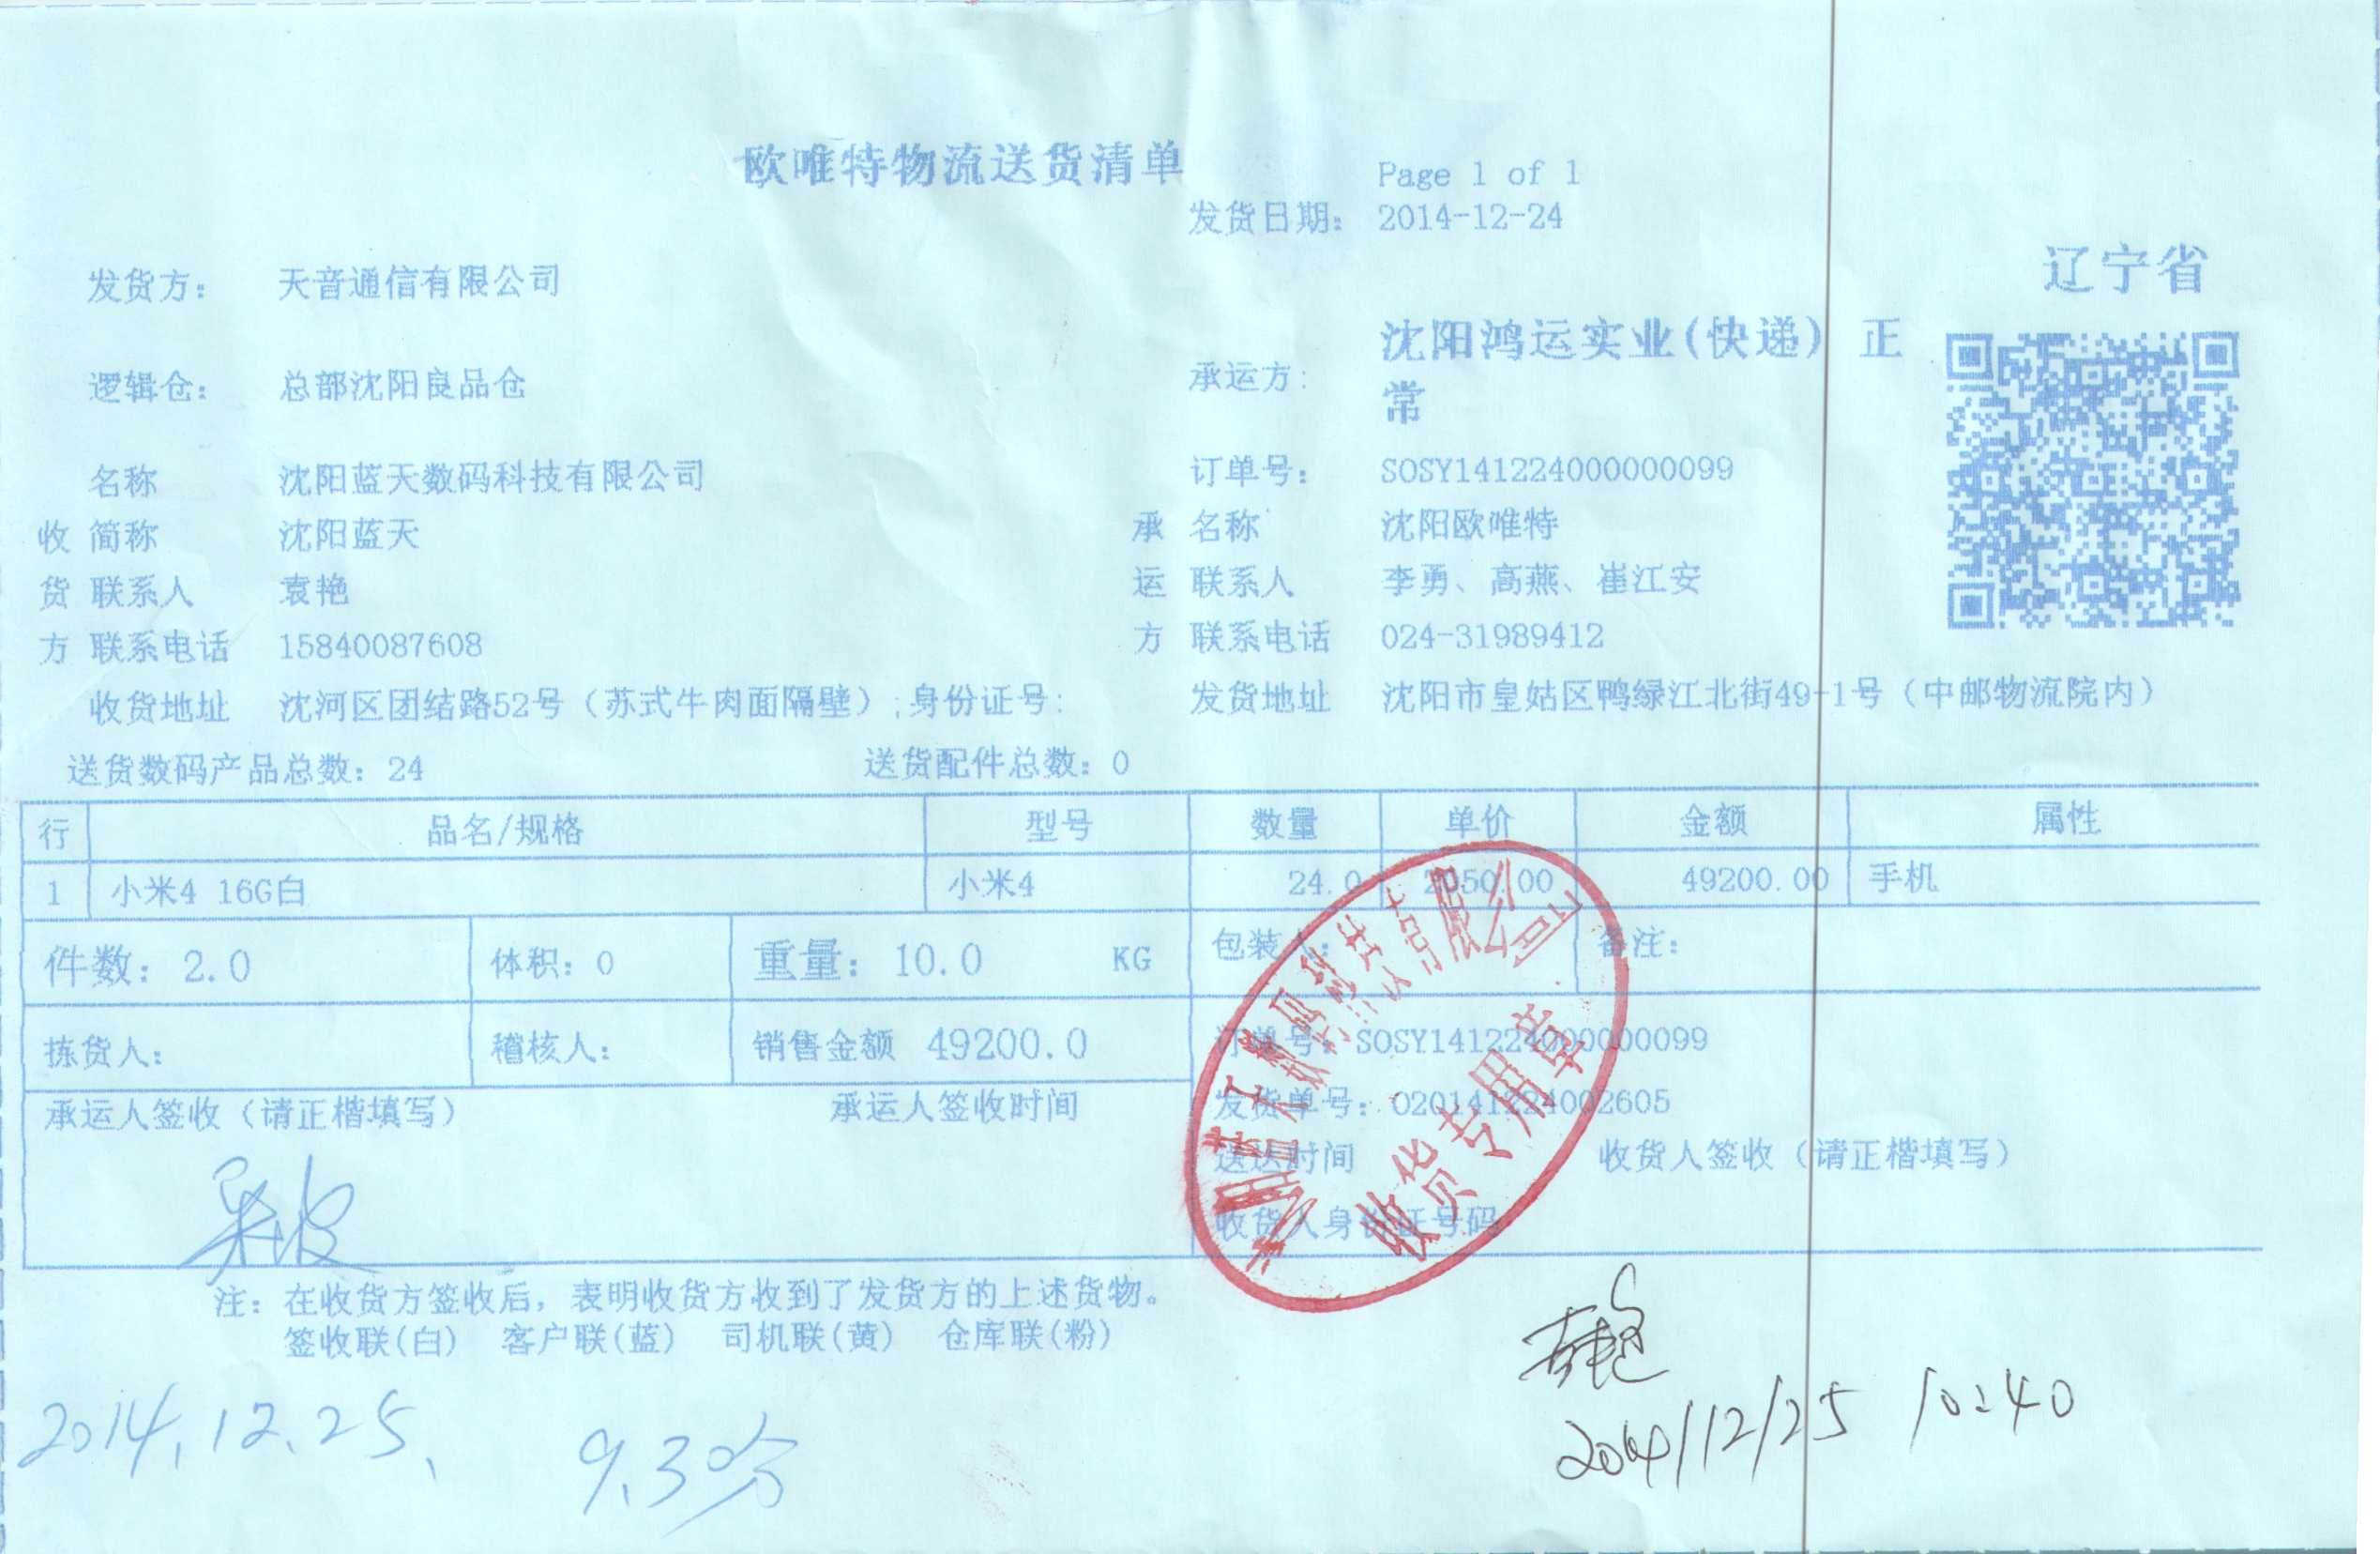 欧唯特物流送货清单
Page 1 of 1
发货日期: 2014-12-24
辽宁省
发货方: 天音通信有限公司
承运方: 沈阳鸿运实业(快递) 正常
逻辑仓: 总部沈阳良品仓
名称 沈阳蓝天数码科技有限公司 订单号: SOSY141224000000099
收 简称 沈阳蓝天 承 名称 沈阳欧唯特
货 联系人 袁艳 运 联系人 李勇、高燕、崔江安
方 联系电话 15840087608 方 联系电话 024-31989412
收货地址 沈河区团结路52号（苏式牛肉面隔壁）;身份证号: 发货地址 沈阳市皇姑区鸭绿江北街49-1号（中邮物流院内）
送货数码产品总数: 24 送货配件总数: 0
行 品名/规格 型号 数量 单价 金额 属性
1 小米4 16G白 小米4 24.0 2050.00 49200.00 手机
件数: 2.0 体积: 0 重量: 10.0 KG 包装人: 备注:
拣货人: 稽核人: 销售金额 49200.0 订单号: SOSY141224000000099
承运人签收（请正楷填写） 承运人签收时间 发货单号: 020141224002605
送达时间 收货人签收（请正楷填写）
收货人身份证号码
数码科技有限公司
收货专用章
注: 在收货方签收后, 表明收货方收到了发货方的上述货物。
签收联(白) 客户联(蓝) 司机联(黄) 仓库联(粉)
2014.12.25. 9.30分
2014/12/25 10:40